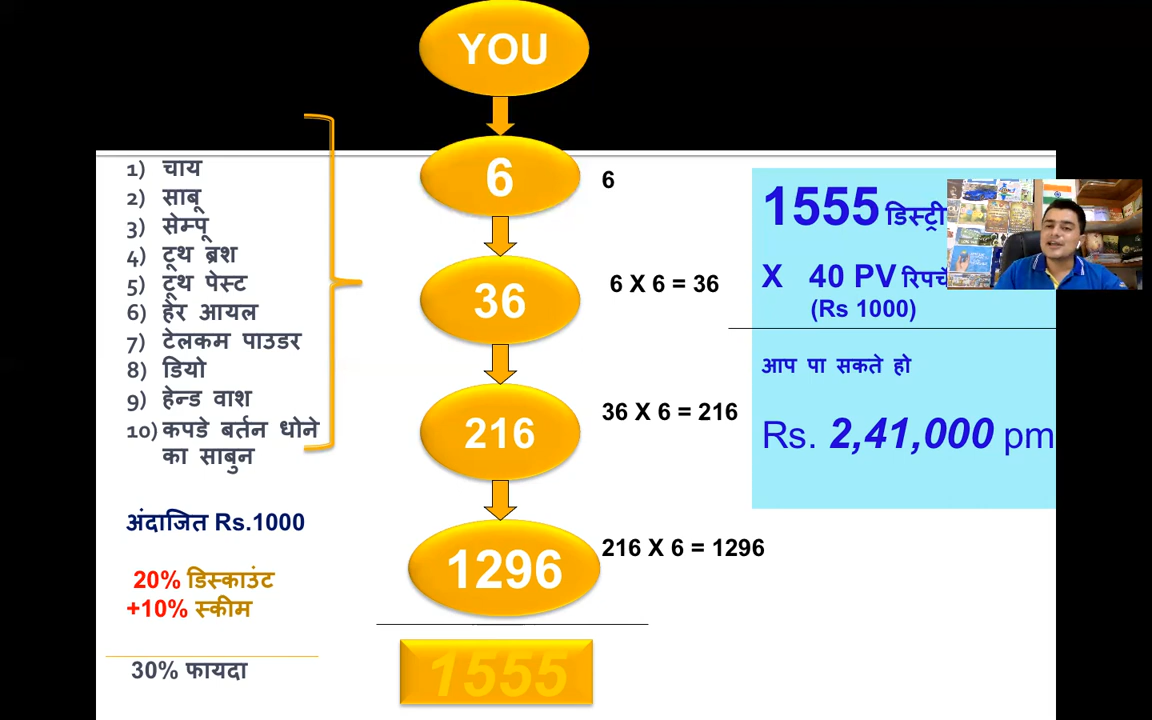 YOU
1) चाय
2) साबू
3) सेम्पू
4) टूथ ब्रश
5) टूथ पेस्ट
6) हेर आयल
7) टेलकम पाउडर
8) डियो
9) हेन्ड वाश
10) कपडे बर्तन धोने
का साबुन
अंदाजित Rs.1000
20% डिस्काउंट
+10% स्कीम
30% फायदा
6
36
216
1296
1555
6
6 X 6 = 36
36 X 6 = 216
216 X 6 = 1296
1555 डिस्ट्री
X 40 PV रिपर्चे
(Rs 1000)
आप पा सकते हो
Rs. 2,41,000 pm